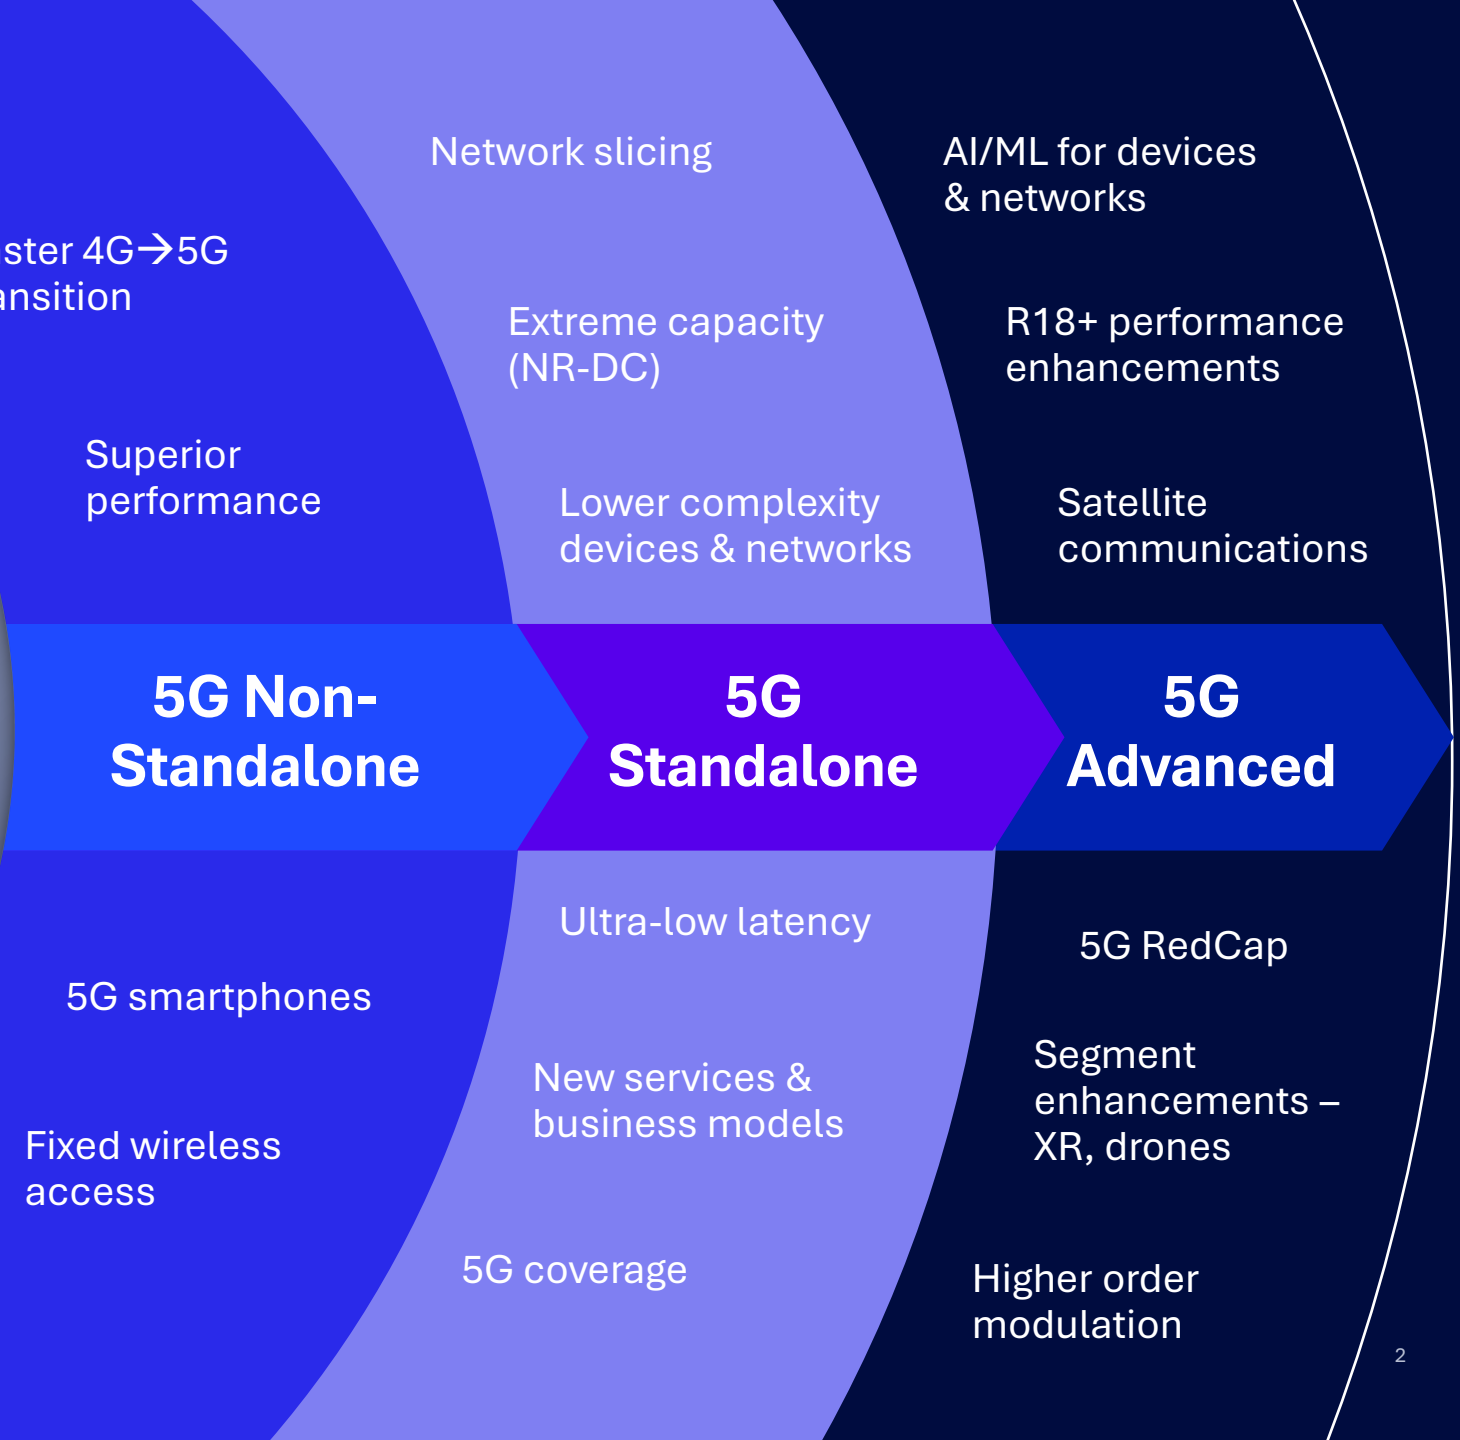 4G→5G
Superior
performance
5G smartphones
Fixed wireless
access
5G Non-
Standalone
Network slicing
Extreme capacity
(NR-DC)
Lower complexity
devices & networks
5G
Standalone
Ultra-low latency
New services &
business models
5G coverage
AI/ML for devices
& networks
R18+ performance
enhancements
Satellite
communications
5G
Advanced
5G RedCap
Segment
enhancements –
XR, drones
Higher order
modulation
2